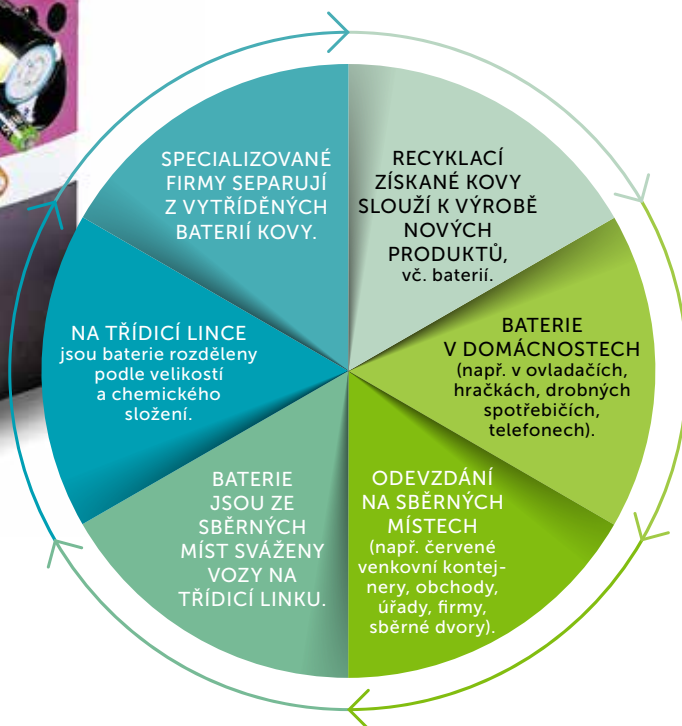 RECYKLACÍ
ZÍSKANÉ KOVY
SLOUŽÍ K VÝROBĚ
NOVÝCH
PRODUKTŮ,
vč. baterií.
BATERIE
V DOMÁCNOSTECH
(např. v ovladačích,
hračkách, drobných
spotřebičích,
telefonech).
ODEVZDÁNÍ
NA SBĚRNÝCH
MÍSTECH
(např. červené
venkovní kontej-
nery, obchody,
úřady, firmy,
sběrné dvory).
BATERIE
JSOU ZE
SBĚRNÝCH
MÍST SVÁŽENY
VOZY NA
TŘÍDICÍ LINKU.
NA TŘÍDICÍ LINCE
jsou baterie rozděleny
podle velikostí
a chemického
složení.
SPECIALIZOVANÉ
FIRMY SEPARUJÍ
Z VYTŘÍDĚNÝCH
BATERIÍ KOVY.